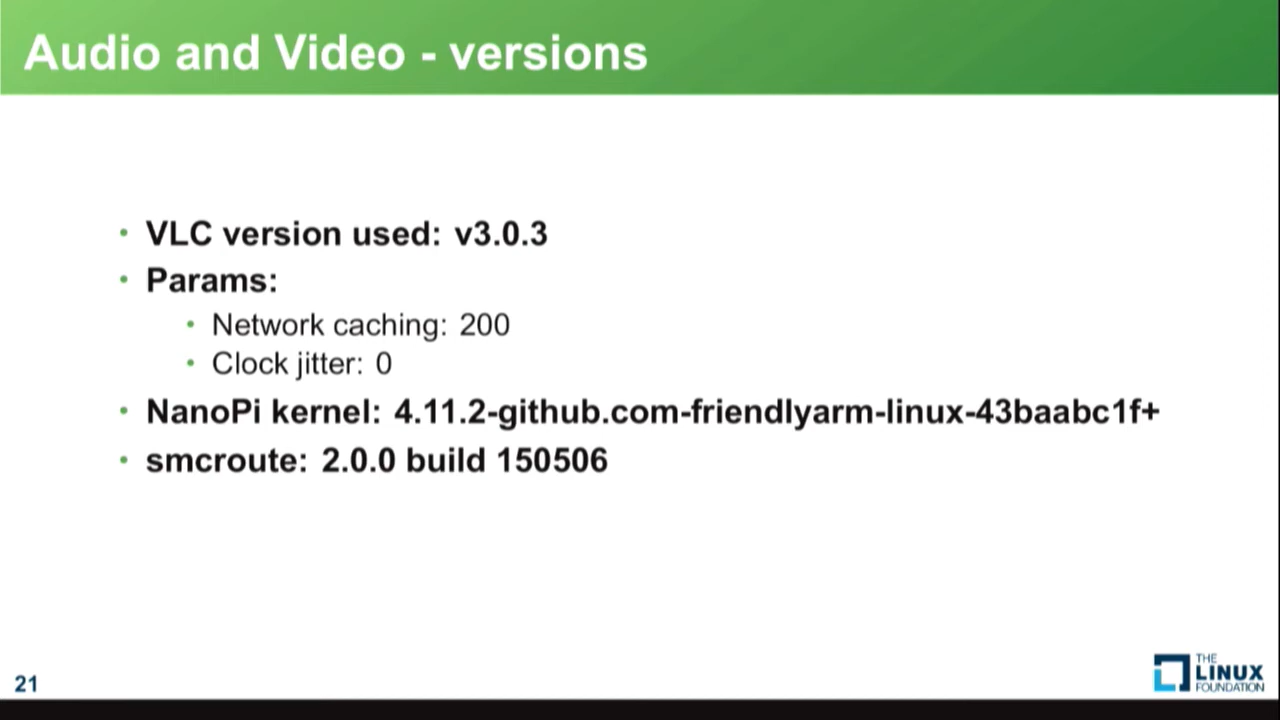 Audio and Video - versions
• VLC version used: v3.0.3
• Params:
• Network caching: 200
• Clock jitter: 0
• NanoPi kernel: 4.11.2-github.com-friendlyarm-linux-43baabc1f+
• smcroute: 2.0.0 build 150506
21
THE
LINUX
FOUNDATION